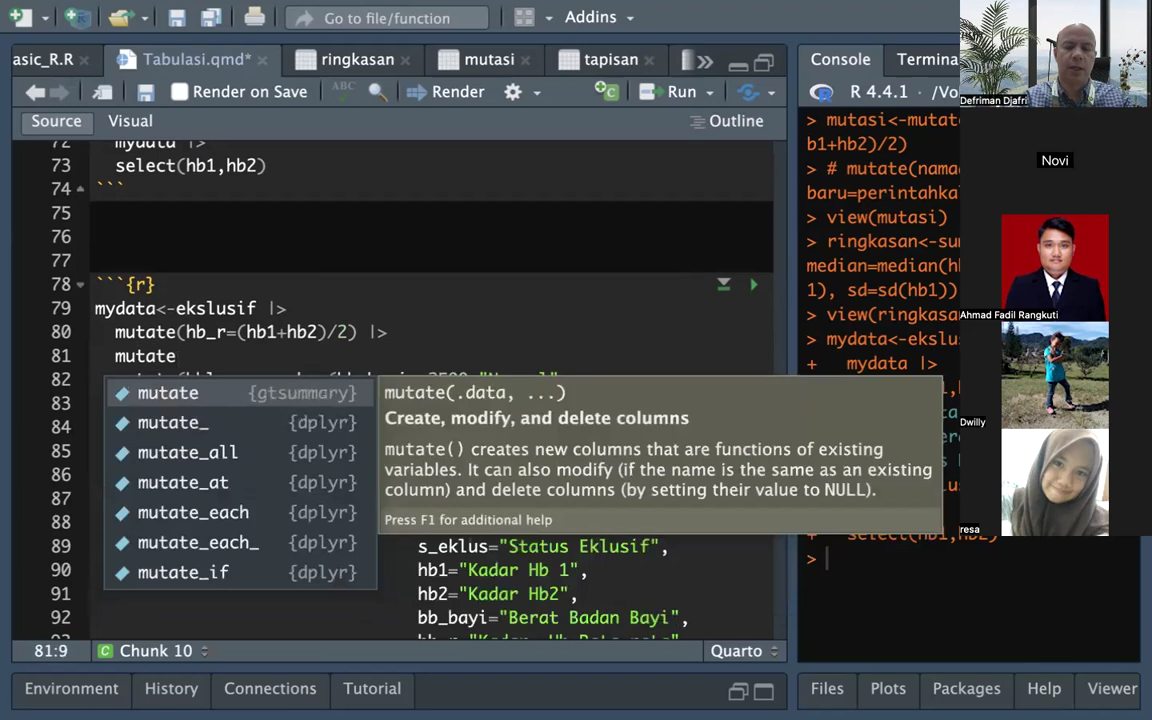 Go to file/function
Addins
asic_R.R
Tabulasi.qmd*
ringkasan
mutasi
tapisan
Render on Save
ABC
Render
Run
Source
Visual
Outline
73 select(hb1,hb2)
74 ```
75
76
77
78 ```{r}
79 mydata<-ekslusif |>
80 mutate(hb_r=(hb1+hb2)/2) |>
81 mutate
82
83
84
85
86
87
88
89 s_eklus="Status Eklusif",
90 hb1="Kadar Hb 1",
91 hb2="Kadar Hb2",
92 bb_bayi="Berat Badan Bayi",
mutate {gtsummary}
mutate_ {dplyr}
mutate_all {dplyr}
mutate_at {dplyr}
mutate_each {dplyr}
mutate_each_ {dplyr}
mutate_if {dplyr}
mutate(.data, ...)
Create, modify, and delete columns
mutate() creates new columns that are functions of existing
variables. It can also modify (if the name is the same as an existing
column) and delete columns (by setting their value to NULL).
Press F1 for additional help
81:9
Chunk 10
Quarto
Environment
History
Connections
Tutorial
Console
Termina
R 4.4.1 · /Vo
> mutasi<-mutat
b1+hb2)/2)
> # mutate(nama
baru=perintahka
> view(mutasi)
> ringkasan<-su
median=median(h
1), sd=sd(hb1))
> view(ringkasa
> mydata<-ekslu
+ mydata |>
+ select(hb1,hb2)
>
Files
Plots
Packages
Help
Viewer
Defriman Djafri
Novi
Ahmad Fadil Rangkuti
Dwilly
resa